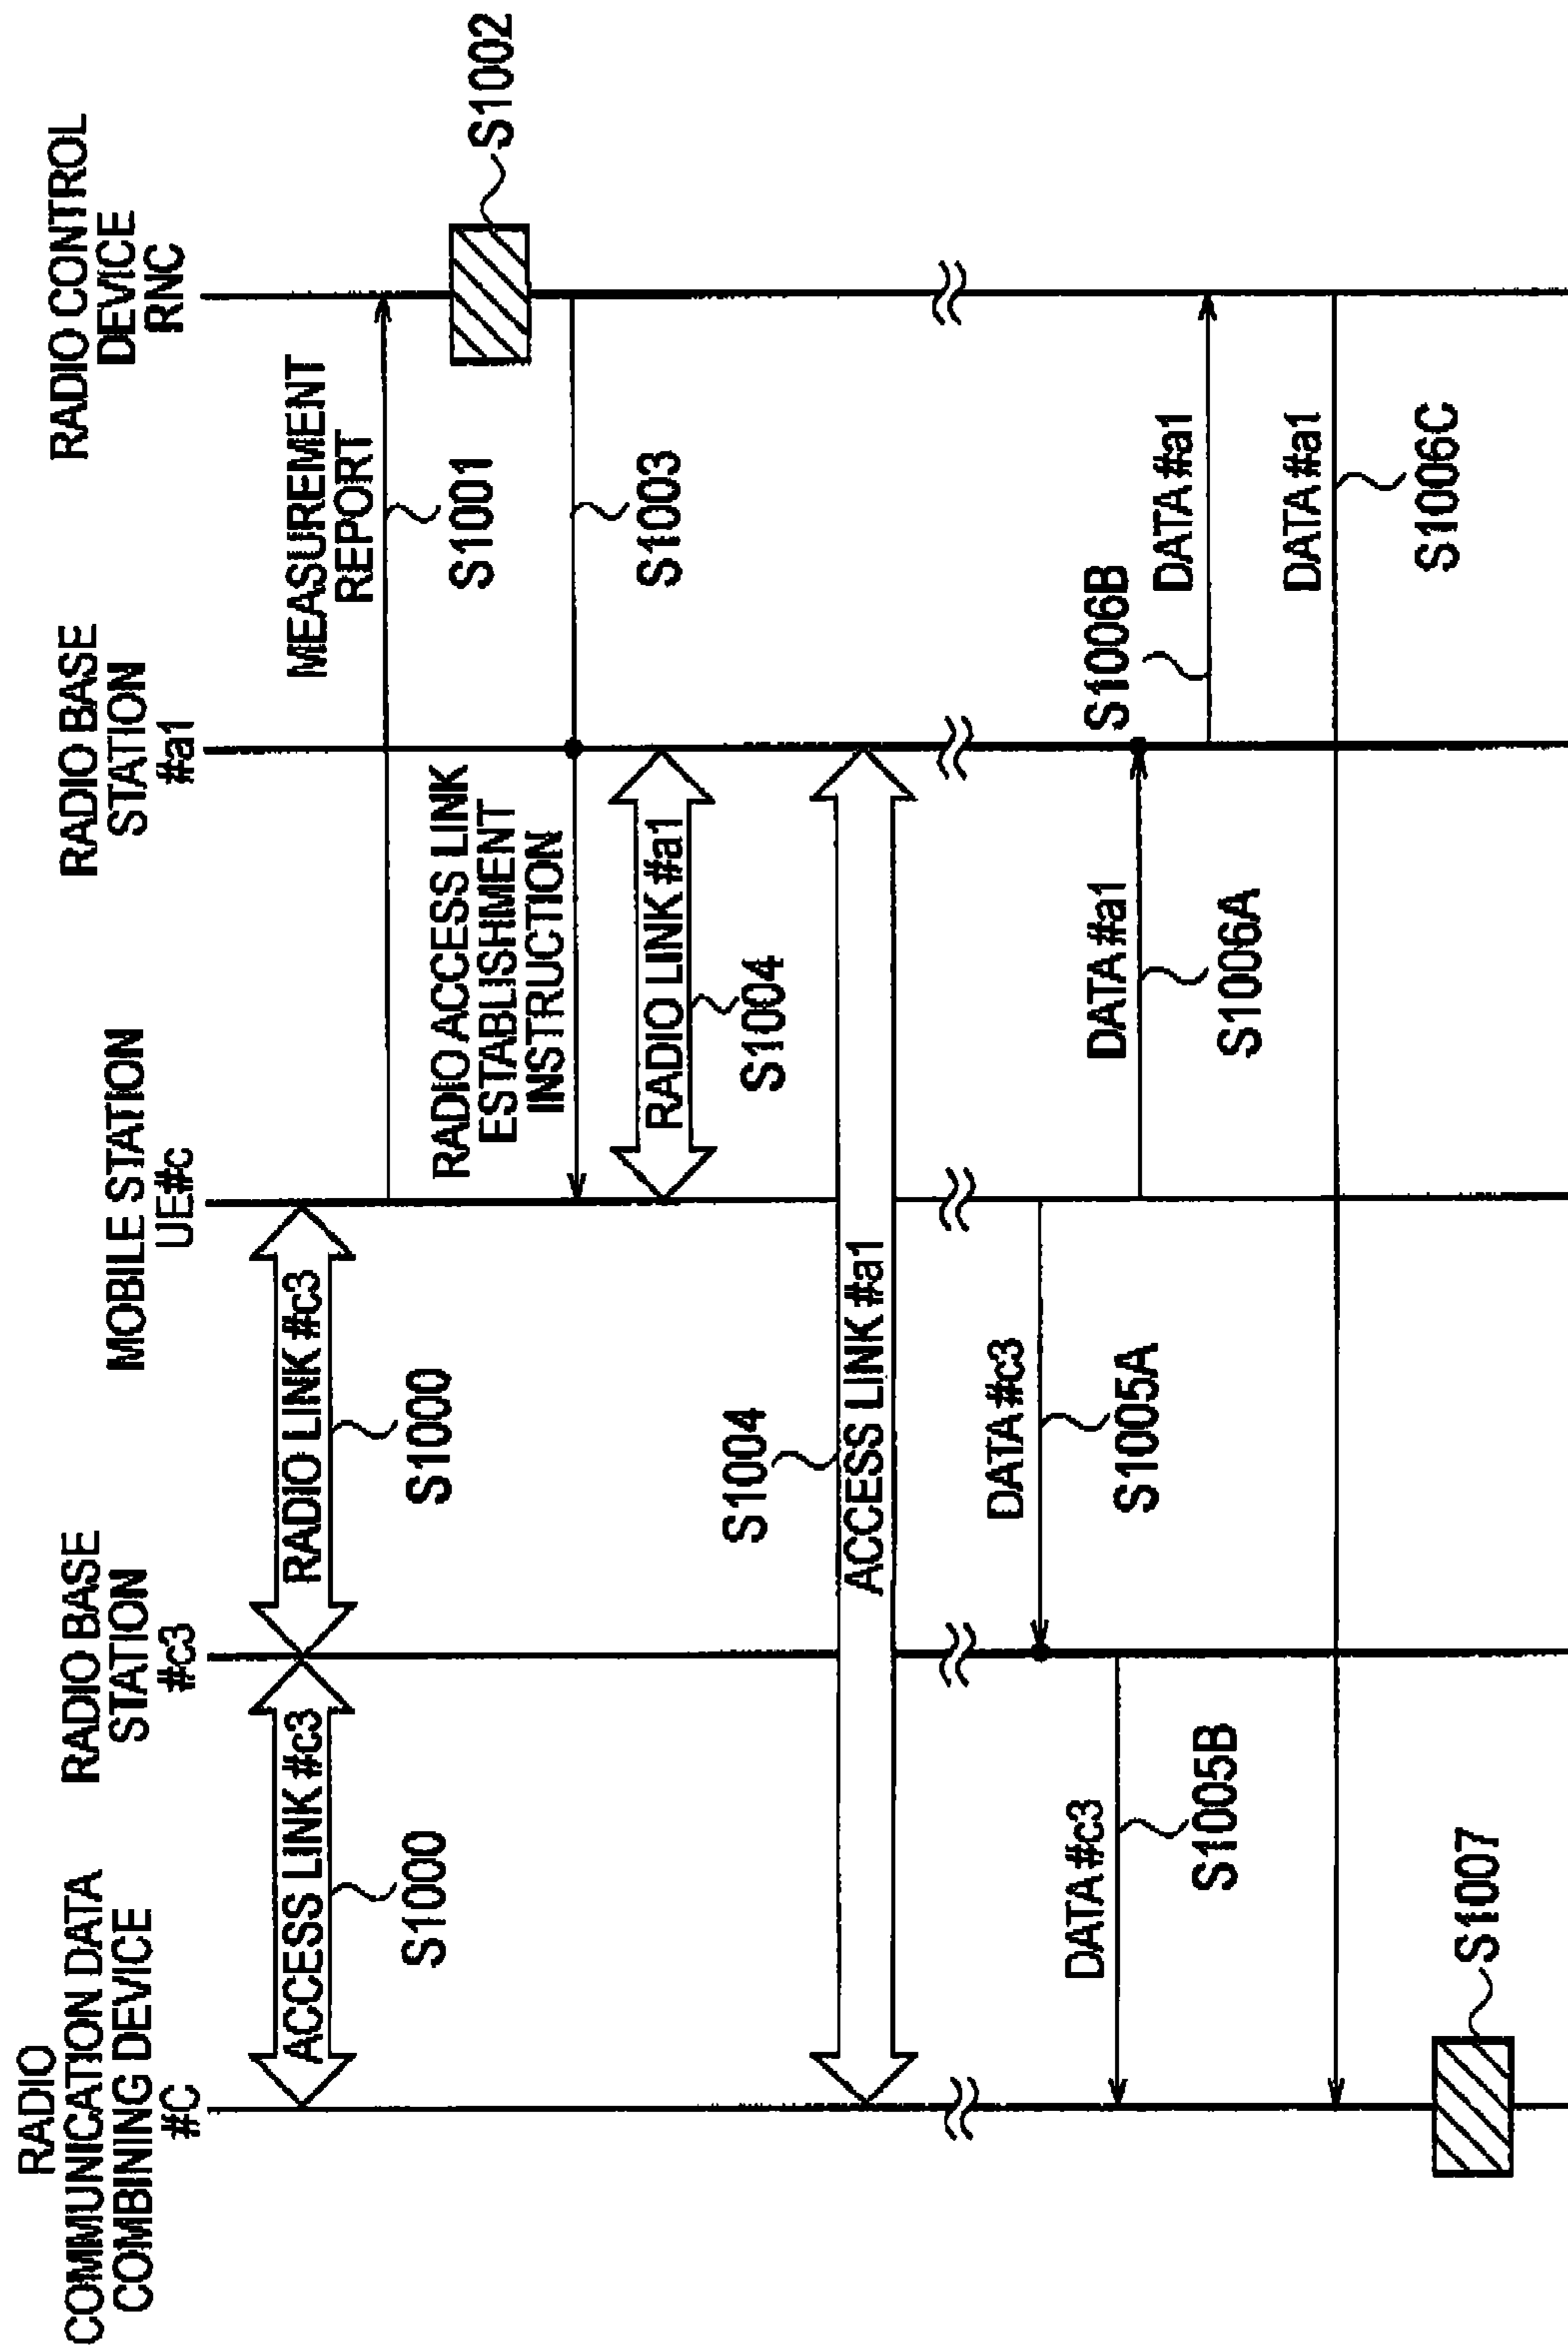 RADIO
COMMUNICATION DATA
COMBINING DEVICE
#C
RADIO BASE
STATION
#c3
MOBILE STATION
UE#c
RADIO BASE
STATION
#a1
RADIO CONTROL
DEVICE
RNC
ACCESS LINK #c3
S1000
RADIO LINK #c3
S1000
MEASUREMENT
REPORT
S1001
S1002
RADIO ACCESS LINK
ESTABLISHMENT
INSTRUCTION
S1003
RADIO LINK #a1
S1004
S1004
ACCESS LINK #a1
DATA #c3
S1005A
DATA #c3
S1005B
DATA #a1
S1006A
S1006B
DATA #a1
DATA #a1
S1006C
S1007